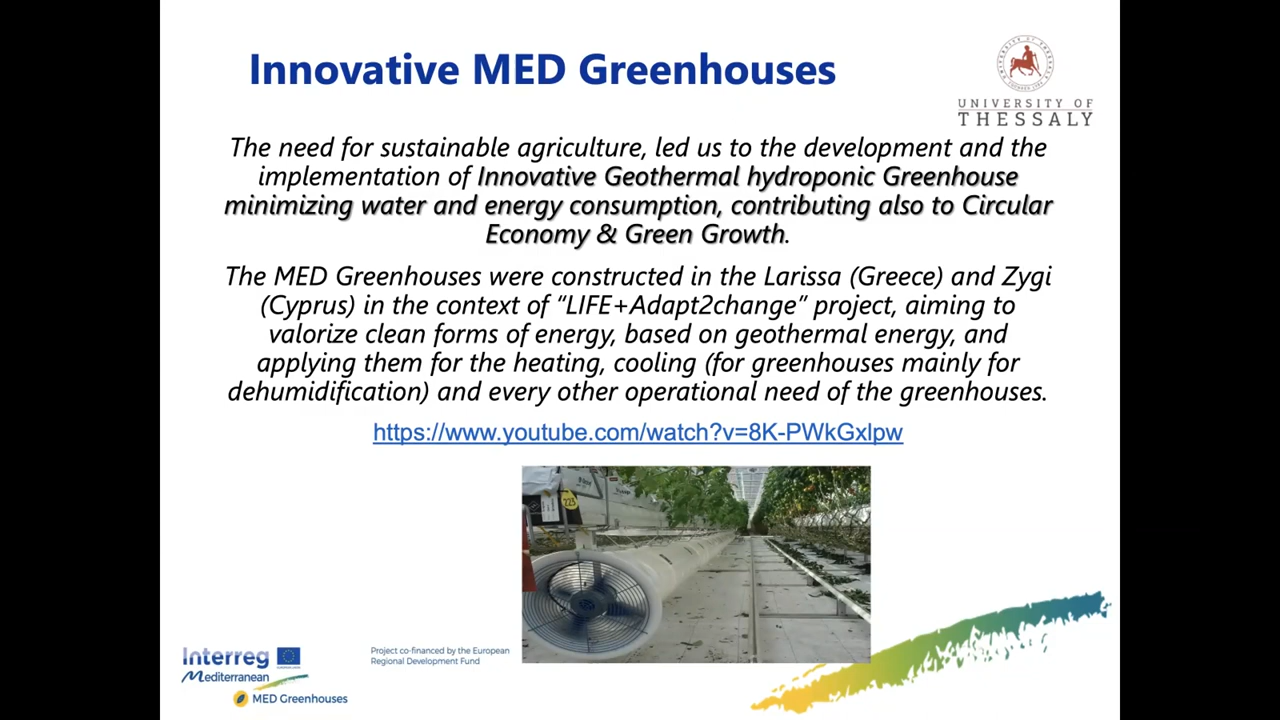 Innovative MED Greenhouses
UNIVERSITY OF
THESSALY
The need for sustainable agriculture, led us to the development and the
implementation of Innovative Geothermal hydroponic Greenhouse
minimizing water and energy consumption, contributing also to Circular
Economy & Green Growth.
The MED Greenhouses were constructed in the Larissa (Greece) and Zygi
(Cyprus) in the context of “LIFE+Adapt2change” project, aiming to
valorize clean forms of energy, based on geothermal energy, and
applying them for the heating, cooling (for greenhouses mainly for
dehumidification) and every other operational need of the greenhouses.
https://www.youtube.com/watch?v=8K-PWkGxlpw
223
Interreg
Mediterranean
MED Greenhouses
Project co-financed by the European
Regional Development Fund